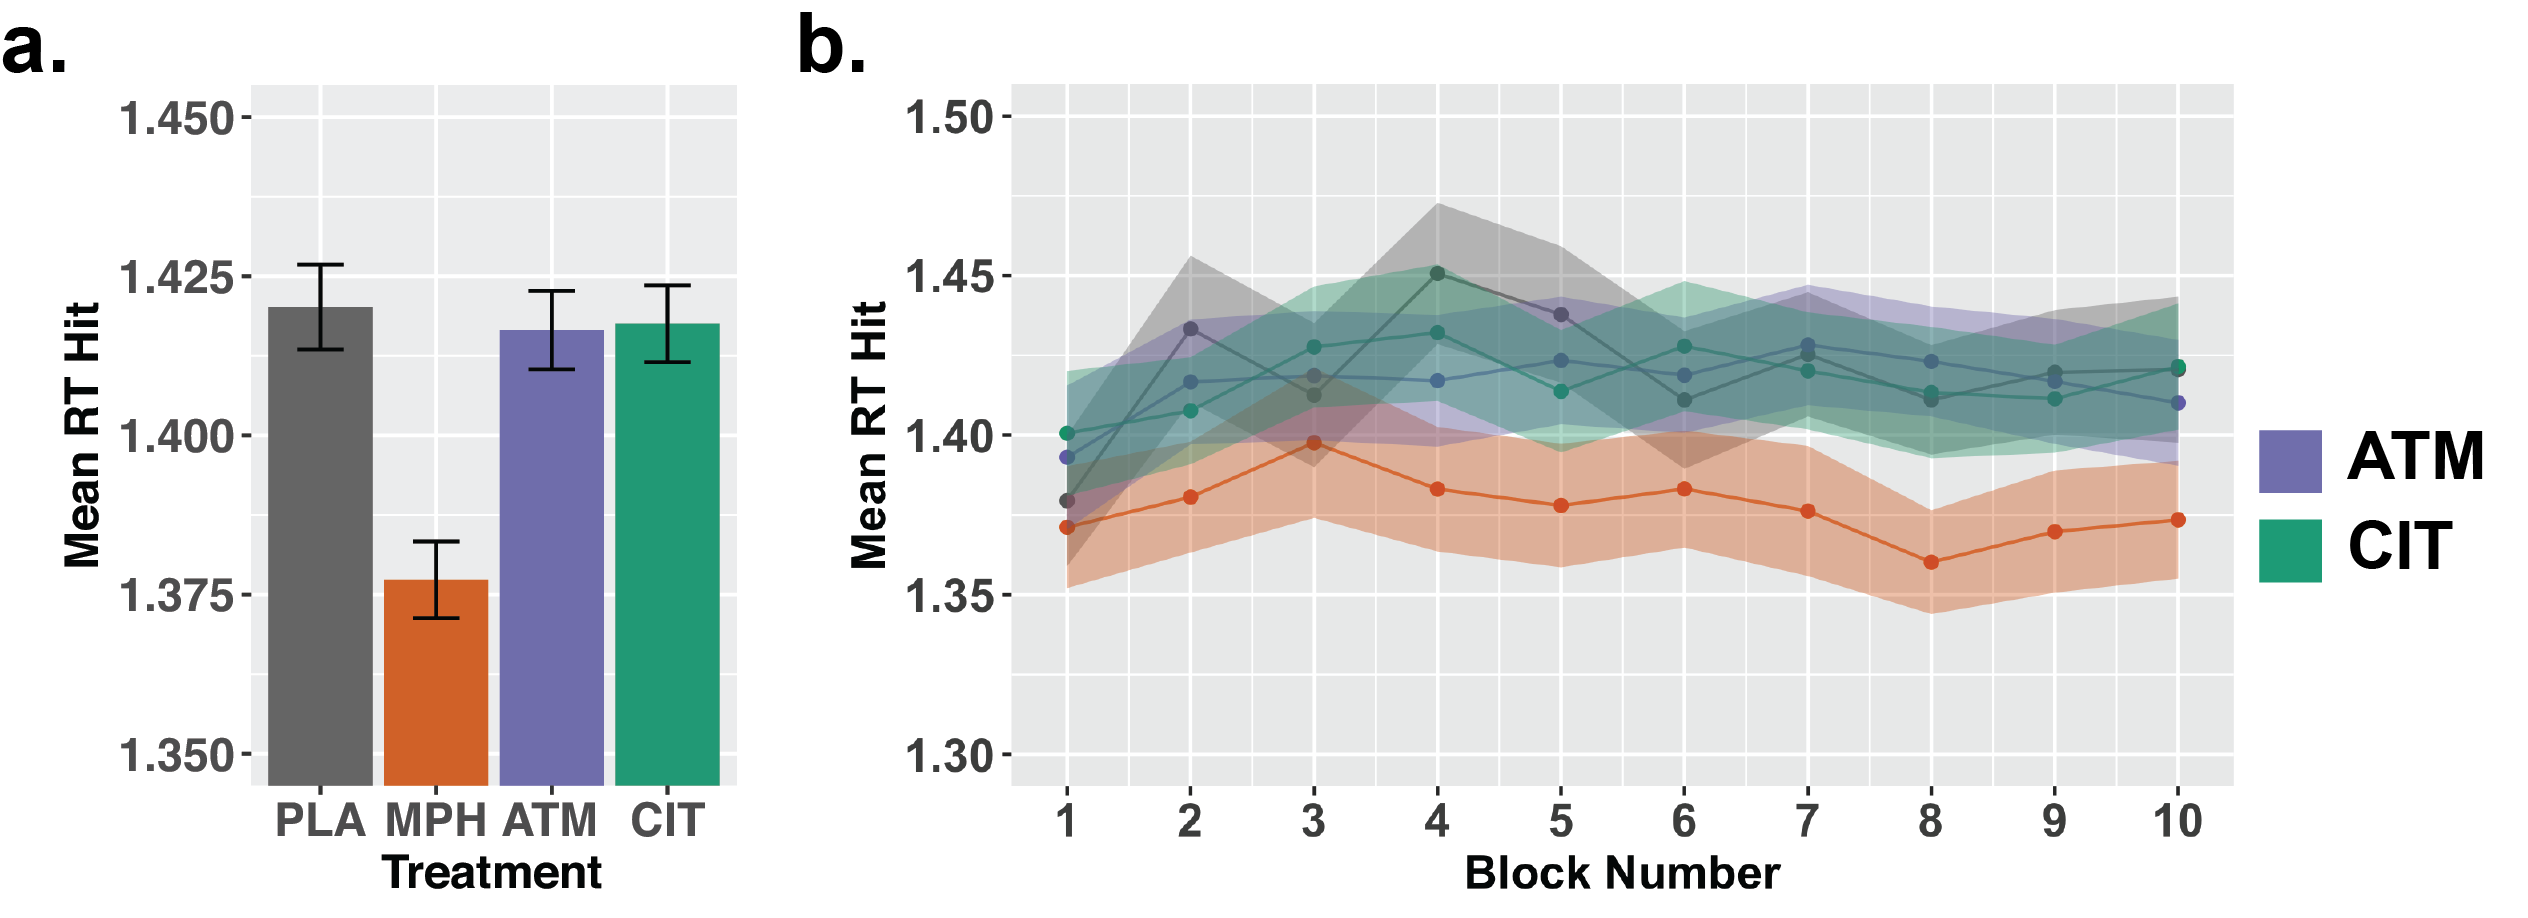 a.
Mean RT Hit
1.450
1.425
1.400
1.375
1.350
PLA MPH ATM CIT
Treatment
b.
Mean RT Hit
1.50
1.45
1.40
1.35
1.30
1 2 3 4 5 6 7 8 9 10
Block Number
ATM
CIT